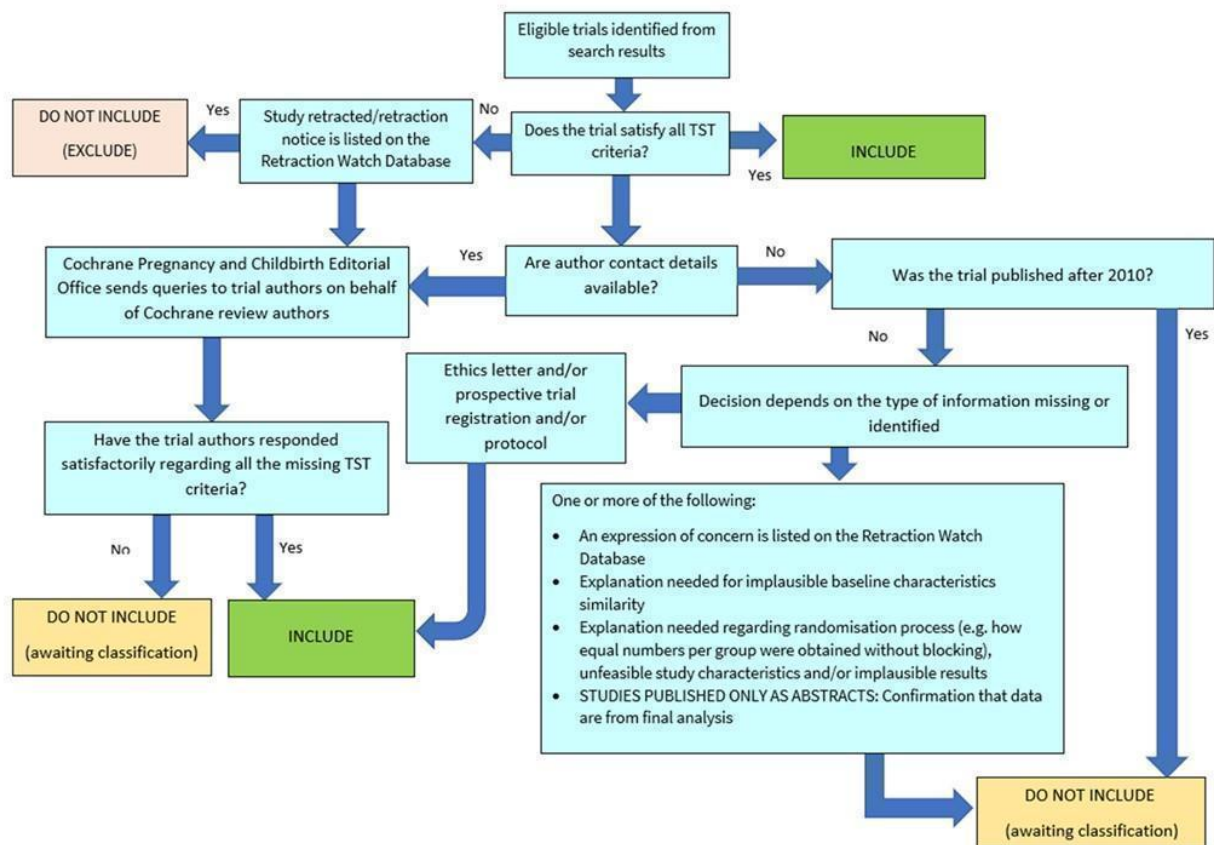 Eligible trials identified from
search results
DO NOT INCLUDE
(EXCLUDE)
Yes
Study retracted/retraction
notice is listed on the
Retraction Watch Database
No
Does the trial satisfy all TST
criteria?
Yes
INCLUDE
Cochrane Pregnancy and Childbirth Editorial
Office sends queries to trial authors on behalf
of Cochrane review authors
Yes
Are author contact details
available?
No
Was the trial published after 2010?
No
Yes
Ethics letter and/or
prospective trial
registration and/or
protocol
Decision depends on the type of information missing or
identified
Have the trial authors responded
satisfactorily regarding all the missing TST
criteria?
No
Yes
DO NOT INCLUDE
(awaiting classification)
INCLUDE
One or more of the following:
• An expression of concern is listed on the Retraction Watch
Database
• Explanation needed for implausible baseline characteristics
similarity
• Explanation needed regarding randomisation process (e.g. how
equal numbers per group were obtained without blocking),
unfeasible study characteristics and/or implausible results
• STUDIES PUBLISHED ONLY AS ABSTRACTS: Confirmation that data
are from final analysis
DO NOT INCLUDE
(awaiting classification)